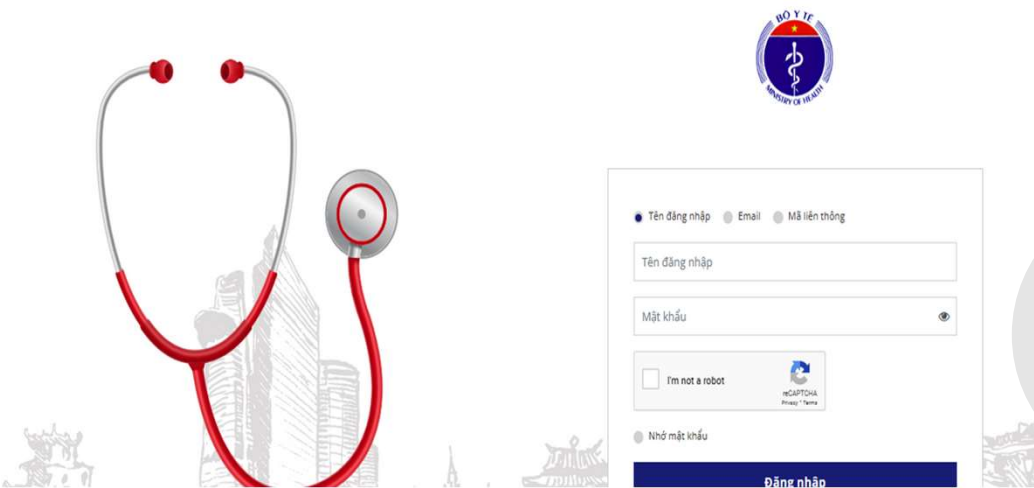 BỘ Y TẾ
MINISTRY OF HEALTH
Tên đăng nhập Email Mã liên thông
Tên đăng nhập
Mật khẩu
I'm not a robot
reCAPTCHA
Privacy - Terms
Nhớ mật khẩu
Đăng nhập